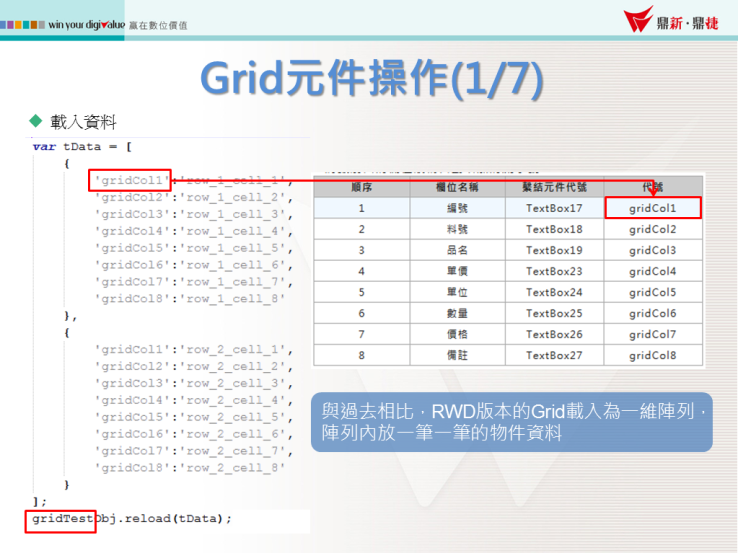 win your digivalue 贏在數位價值
鼎新·鼎捷
Grid元件操作(1/7)
載入資料
var tData = [
{
'gridCol1':'row_1_cell_1',
'gridCol2':'row_1_cell_2',
'gridCol3':'row_1_cell_3',
'gridCol4':'row_1_cell_4',
'gridCol5':'row_1_cell_5',
'gridCol6':'row_1_cell_6',
'gridCol7':'row_1_cell_7',
'gridCol8':'row_1_cell_8'
},
{
'gridCol1':'row_2_cell_1',
'gridCol2':'row_2_cell_2',
'gridCol3':'row_2_cell_3',
'gridCol4':'row_2_cell_4',
'gridCol5':'row_2_cell_5',
'gridCol6':'row_2_cell_6',
'gridCol7':'row_2_cell_7',
'gridCol8':'row_2_cell_8'
}
];
gridTestObj.reload(tData);
順序 欄位名稱 繫結元件代號 代號
1 編號 TextBox17 gridCol1
2 料號 TextBox18 gridCol2
3 品名 TextBox19 gridCol3
4 單價 TextBox23 gridCol4
5 單位 TextBox24 gridCol5
6 數量 TextBox25 gridCol6
7 價格 TextBox26 gridCol7
8 備註 TextBox27 gridCol8
與過去相比，RWD版本的Grid載入為一維陣列，
陣列內放一筆一筆的物件資料